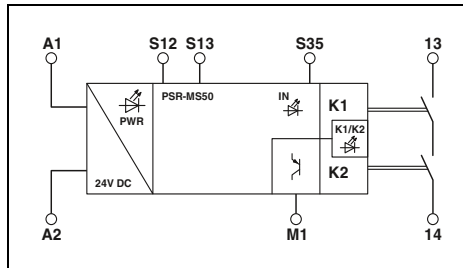 A1 S12 S13 S35 13
PSR-MS50 IN K1
PWR K1/K2
24V DC K2
A2 M1 14